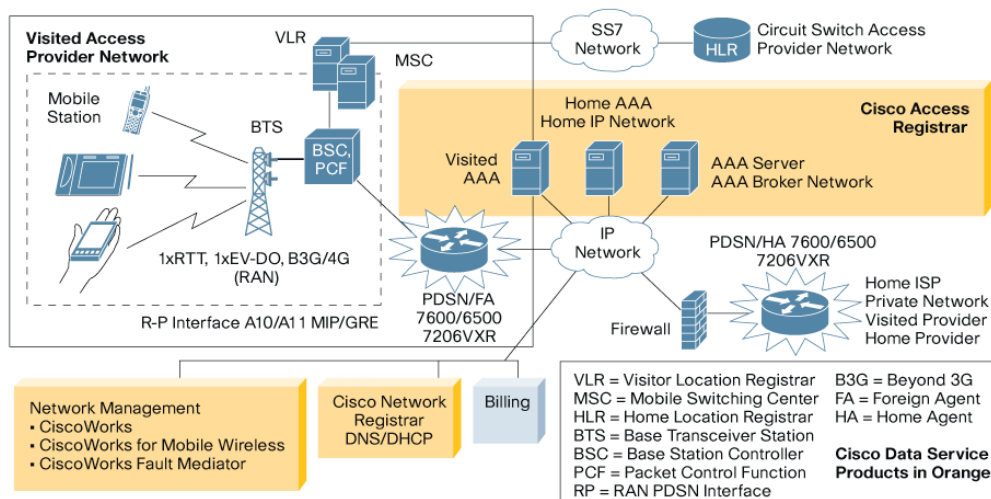 Visited Access
Provider Network
VLR
MSC
SS7
Network
HLR
Circuit Switch Access
Provider Network
Mobile
Station
BTS
BSC,
PCF
1xRTT, 1xEV-DO, B3G/4G
(RAN)
R-P Interface A10/A11 MIP/GRE
PDSN/FA
7600/6500
7206VXR
Home AAA
Home IP Network
Cisco Access
Registrar
Visited
AAA
AAA Server
AAA Broker Network
IP
Network
PDSN/HA 7600/6500
7206VXR
Firewall
Home ISP
Private Network
Visited Provider
Home Provider
Network Management
• CiscoWorks
• CiscoWorks for Mobile Wireless
• CiscoWorks Fault Mediator
Cisco Network
Registrar
DNS/DHCP
Billing
VLR = Visitor Location Registrar
MSC = Mobile Switching Center
HLR = Home Location Registrar
BTS = Base Transceiver Station
BSC = Base Station Controller
PCF = Packet Control Function
RP = RAN PDSN Interface
B3G = Beyond 3G
FA = Foreign Agent
HA = Home Agent
Cisco Data Service
Products in Orange